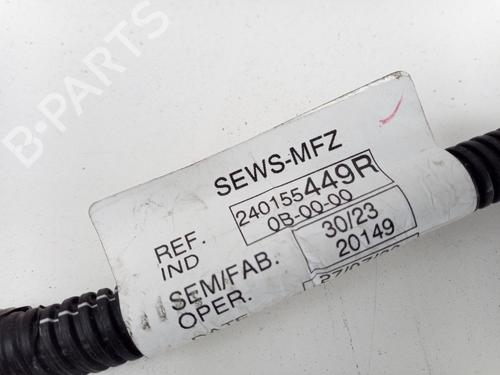 B-PARTS
SEWS-MFZ
REF. 240155449R
IND 0B-00-00
SEM/FAB. 30/23
OPER. 20149